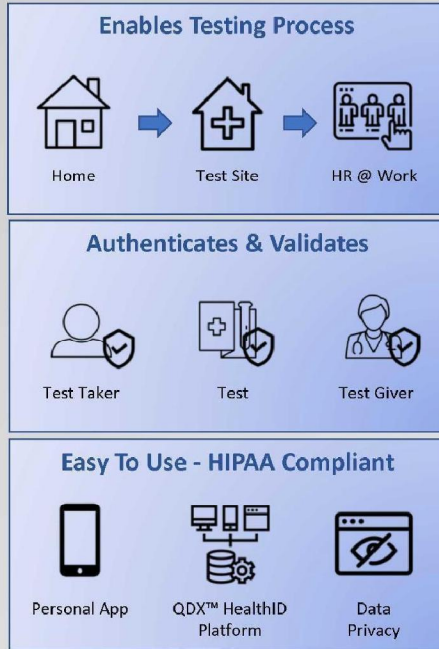 Enables Testing Process
Home
Test Site
HR @ Work
Authenticates & Validates
Test Taker
Test
Test Giver
Easy To Use - HIPAA Compliant
Personal App
QDX™ HealthID
Platform
Data
Privacy